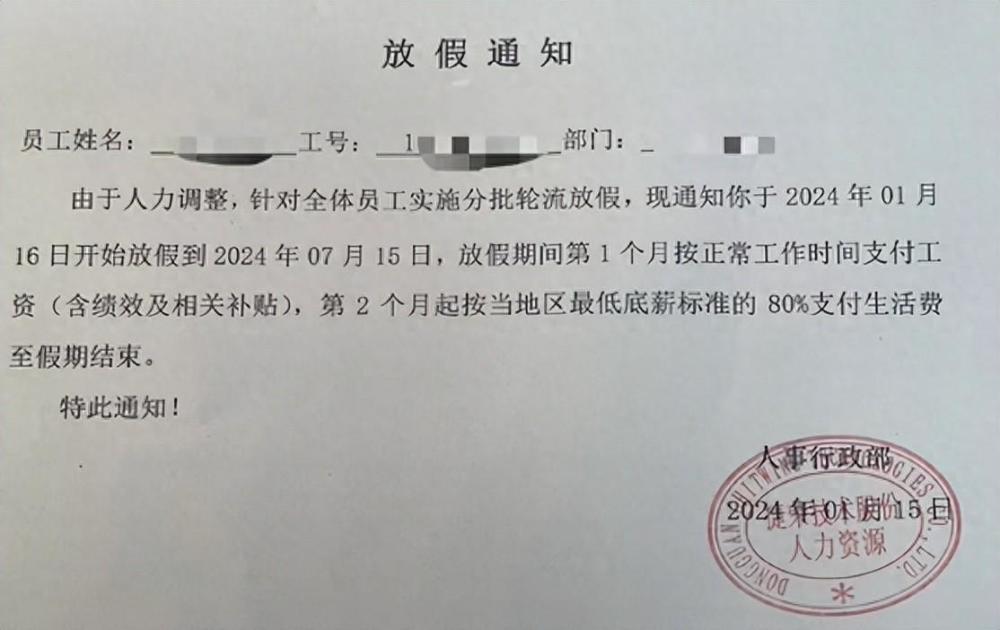 放假通知
员工姓名：工号：1 部门：
由于人力调整，针对全体员工实施分批轮流放假，现通知你于 2024 年 01 月
16 日开始放假到 2024 年 07 月 15 日，放假期间第 1 个月按正常工作时间支付工
资（含绩效及相关补贴），第 2 个月起按当地区最低底薪标准的 80%支付生活费
至假期结束。
特此通知！
人事行政部
2024 年 01 月 15 日
捷荣技术股份
人力资源
DONGGUAN CO., LTD.